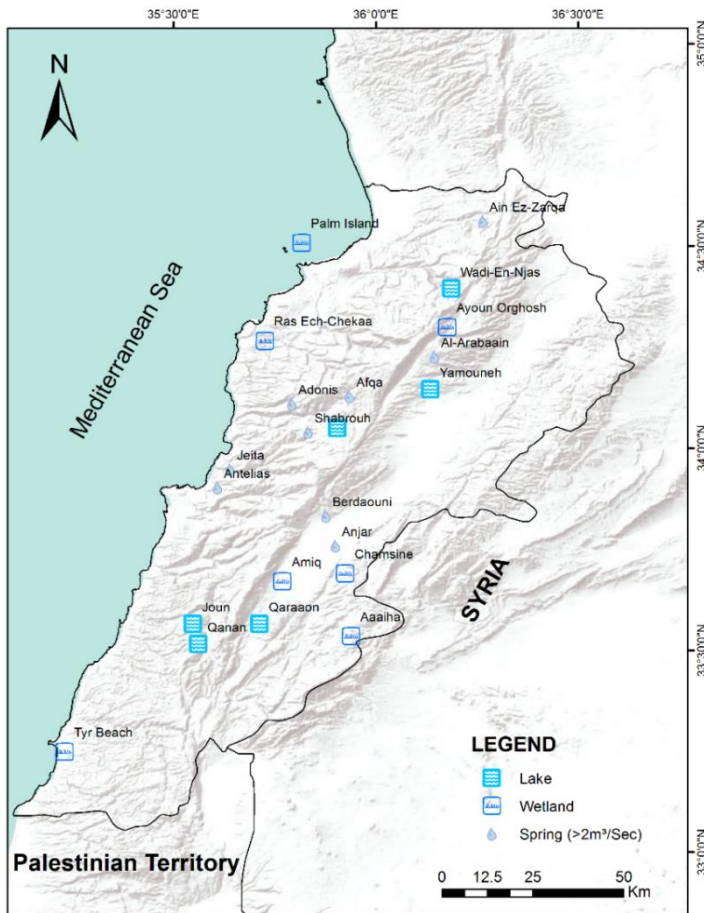 35°30'0"E
36°0'0"E
36°30'0"E
N
35°0'0"N
Ain Ez-Zarqa
Palm Island
34°30'0"N
Wadi-En-Njas
Ayoun Orghosh
Ras Ech-Chekaa
Al-Arabaain
Mediterranean Sea
Yamouneh
Adonis
Afqa
Shabrouh
34°0'0"N
Jeita
Antelias
Berdaouni
Anjar
Amiq
Chamsine
SYRIA
Joun
Qaraaon
Aaaiha
Qanan
33°30'0"N
Tyr Beach
LEGEND
Lake
Wetland
Spring (>2m³/Sec)
Palestinian Territory
33°0'0"N
0 12.5 25 50
Km